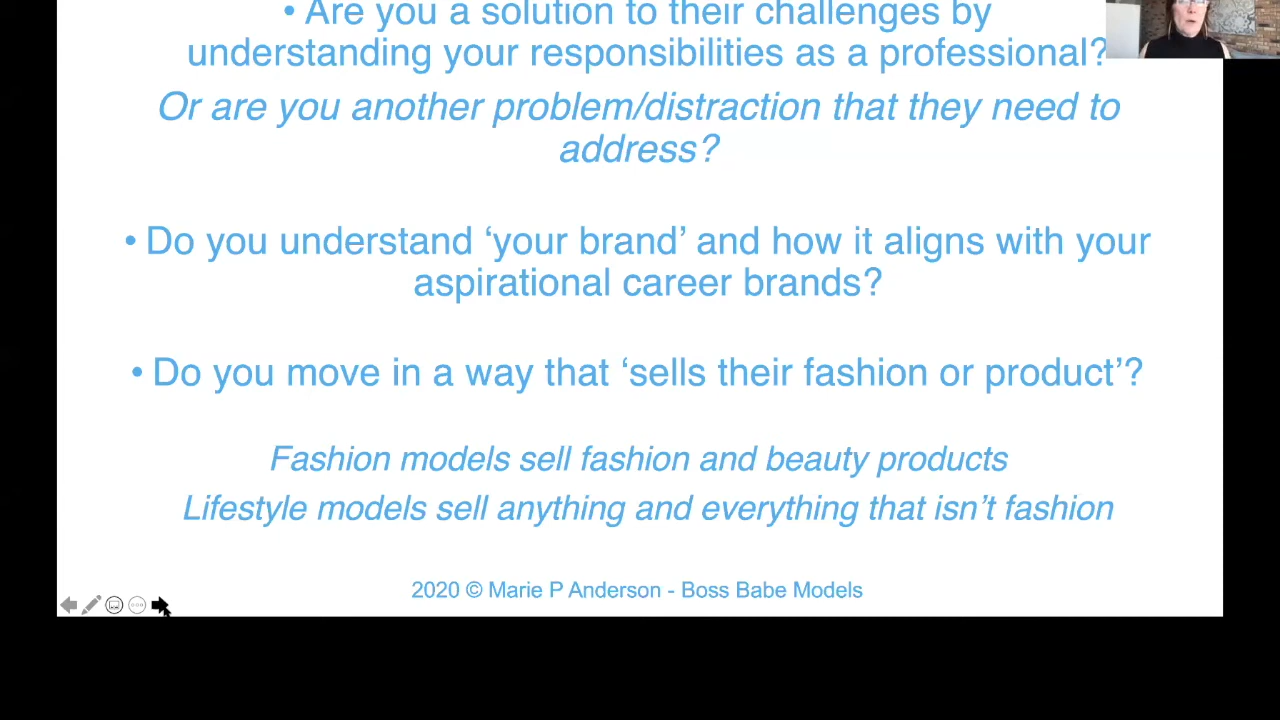 • Are you a solution to their challenges by
understanding your responsibilities as a professional?
Or are you another problem/distraction that they need to
address?
• Do you understand ‘your brand’ and how it aligns with your
aspirational career brands?
• Do you move in a way that ‘sells their fashion or product’?
Fashion models sell fashion and beauty products
Lifestyle models sell anything and everything that isn’t fashion
2020 © Marie P Anderson - Boss Babe Models